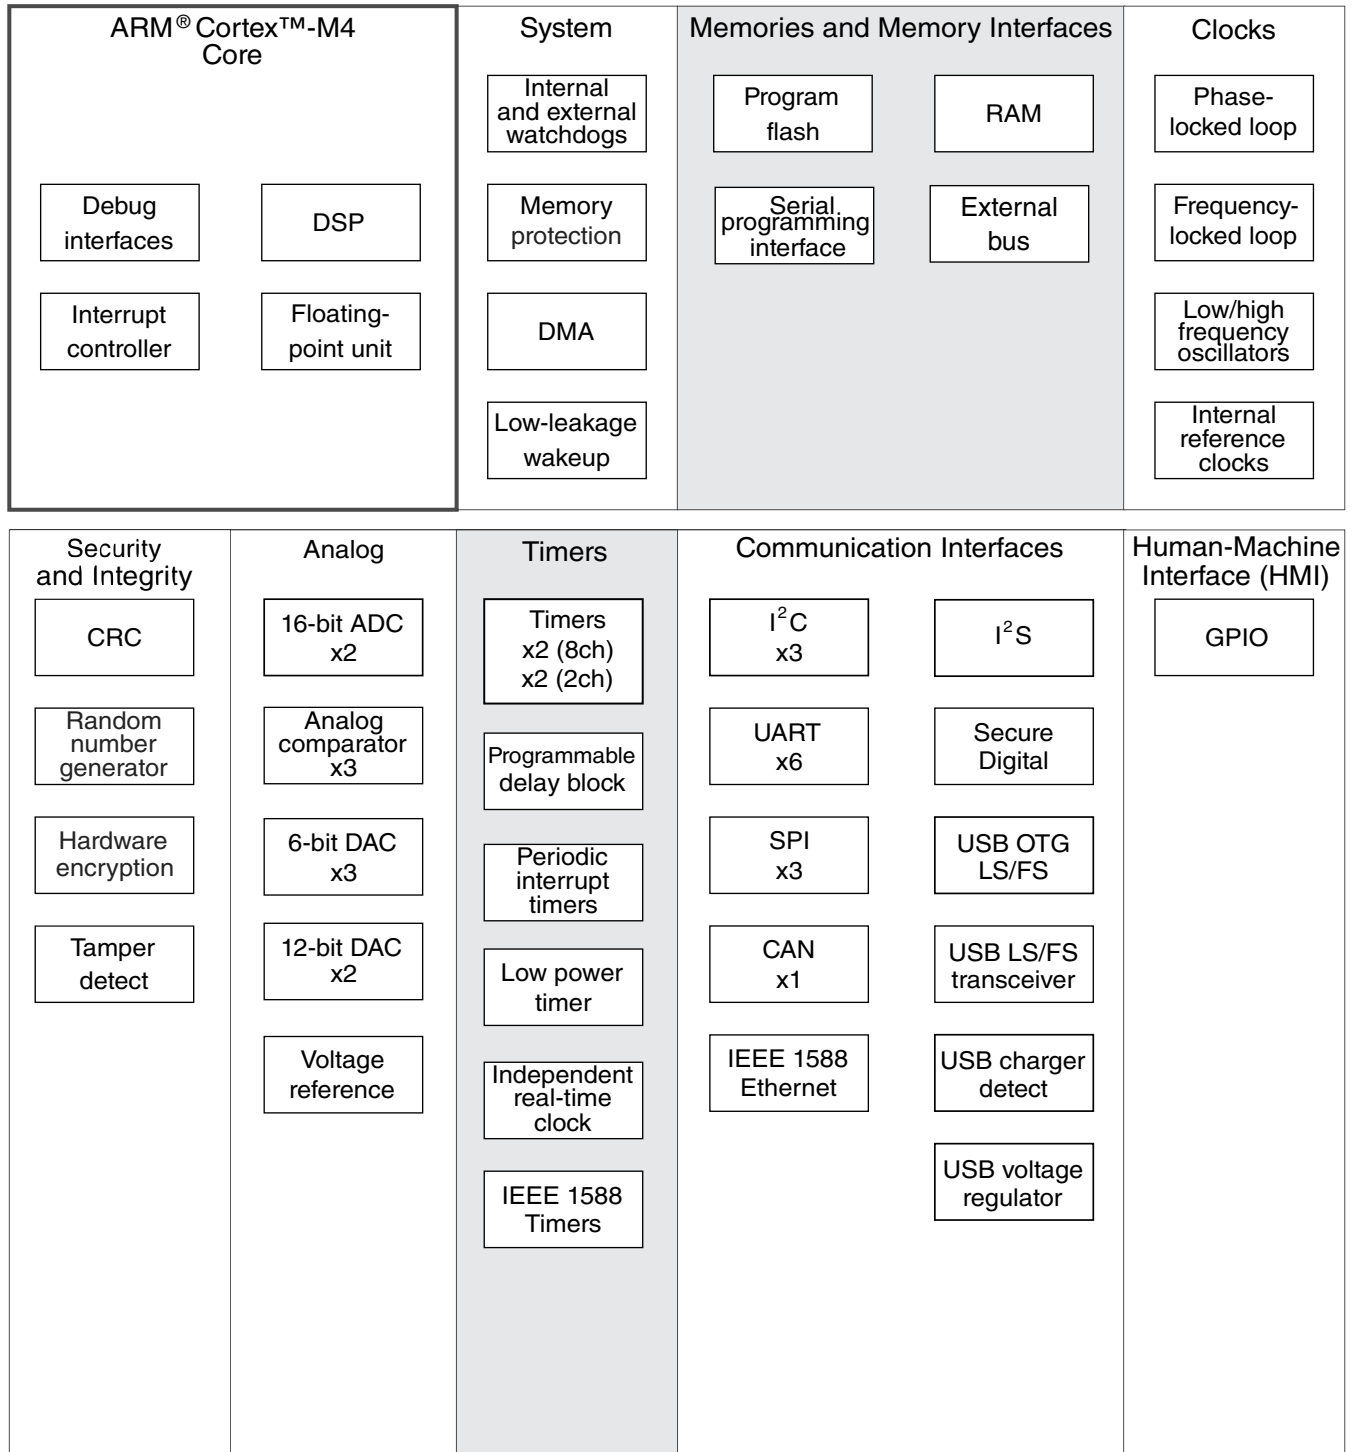 ARM® Cortex™-M4
Core
Debug
interfaces
DSP
Interrupt
controller
Floating-
point unit
System
Internal
and external
watchdogs
Memory
protection
DMA
Low-leakage
wakeup
Memories and Memory Interfaces
Program
flash
RAM
Serial
programming
interface
External
bus
Clocks
Phase-
locked loop
Frequency-
locked loop
Low/high
frequency
oscillators
Internal
reference
clocks
Security
and Integrity
CRC
Random
number
generator
Hardware
encryption
Tamper
detect
Analog
16-bit ADC
x2
Analog
comparator
x3
6-bit DAC
x3
12-bit DAC
x2
Voltage
reference
Timers
Timers
x2 (8ch)
x2 (2ch)
Programmable
delay block
Periodic
interrupt
timers
Low power
timer
Independent
real-time
clock
IEEE 1588
Timers
Communication Interfaces
I²C
x3
I²S
UART
x6
Secure
Digital
SPI
x3
USB OTG
LS/FS
CAN
x1
USB LS/FS
transceiver
IEEE 1588
Ethernet
USB charger
detect
USB voltage
regulator
Human-Machine
Interface (HMI)
GPIO